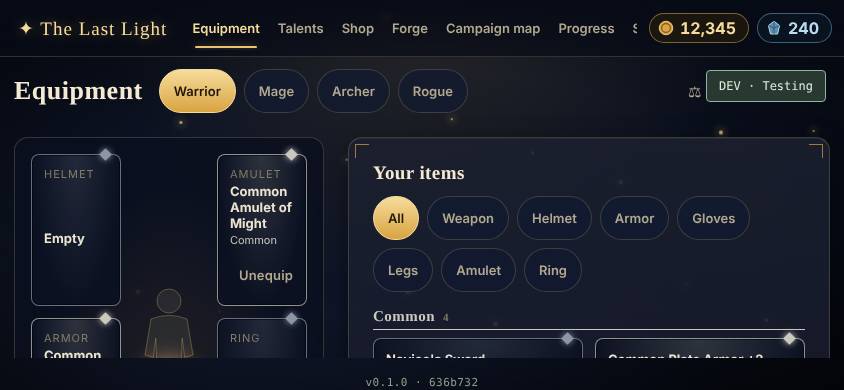 ✦ The Last Light Equipment Talents Shop Forge Campaign map Progress 12,345 240
Equipment Warrior Mage Archer Rogue DEV · Testing
Your items
HELMET
AMULET
Common
Amulet of
Might
Common
Empty
Unequip
All Weapon Helmet Armor Gloves
Legs Amulet Ring
Common 4
ARMOR
Common
RING
v0.1.0 · 636b732